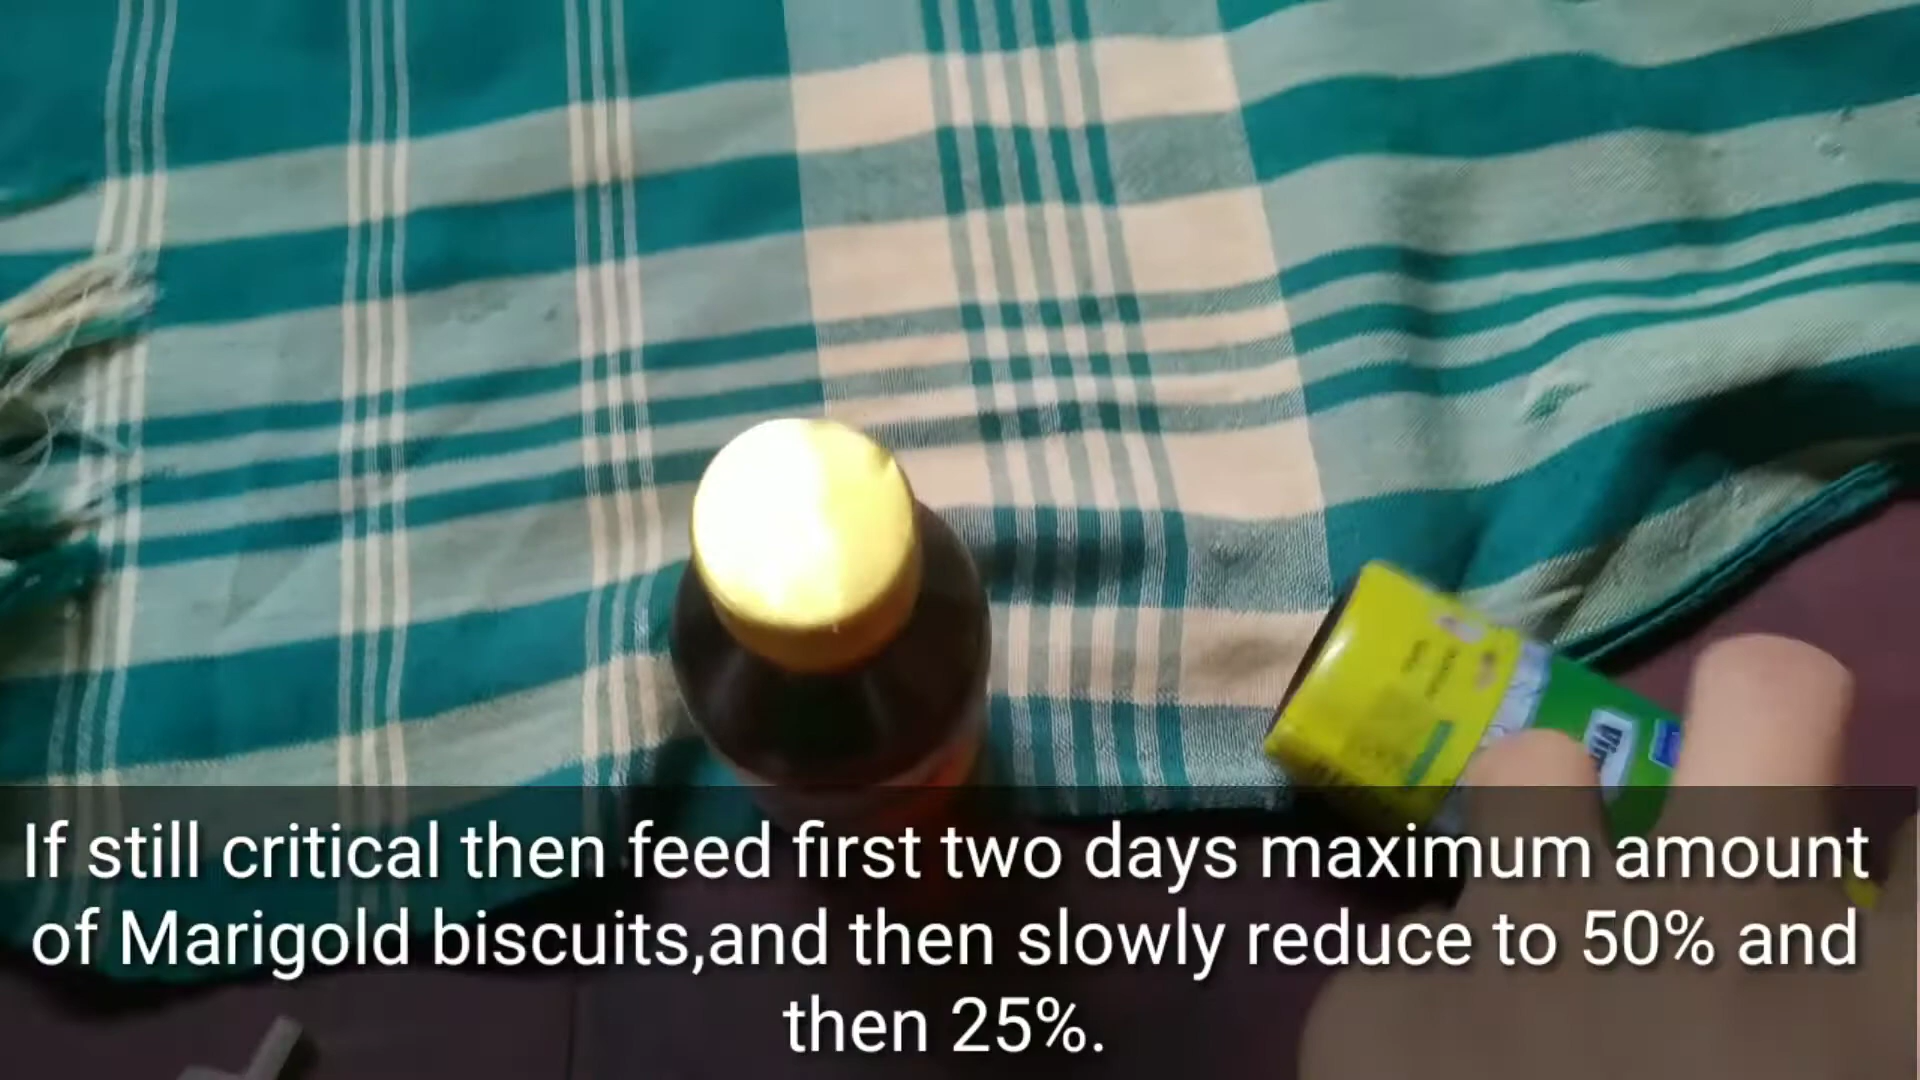 If still critical then feed first two days maximum amount
of Marigold biscuits,and then slowly reduce to 50% and
then 25%.